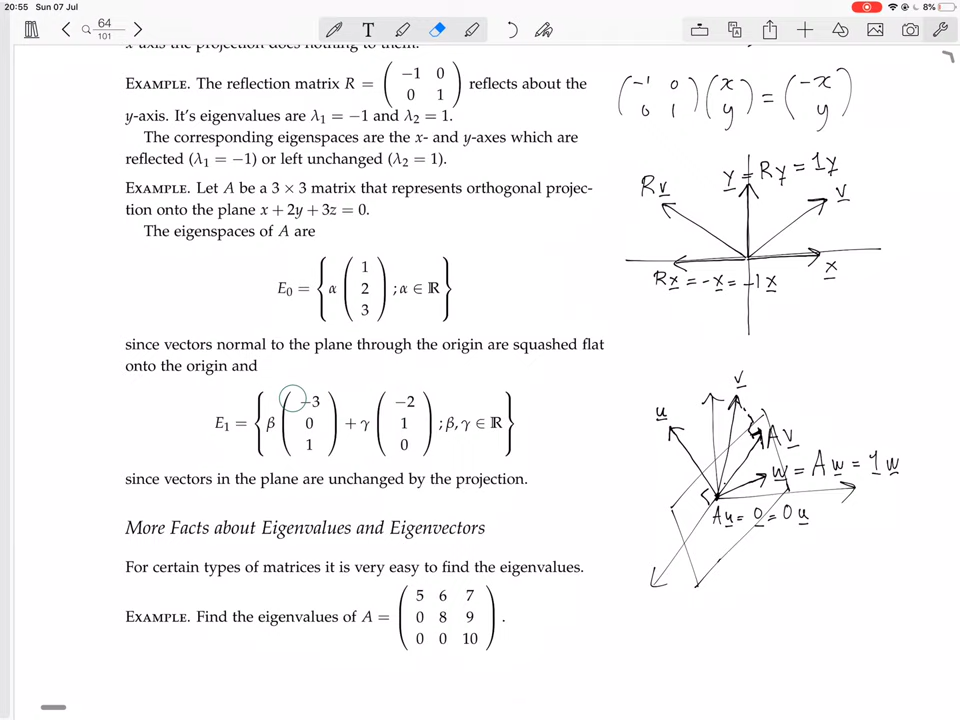 20:55 Sun 07 Jul
8%
64
101
T
x-axis the projection does nothing to them.
EXAMPLE. The reflection matrix R = ( −1 0 0 1 ) reflects about the
y-axis. It's eigenvalues are λ1 = −1 and λ2 = 1.
The corresponding eigenspaces are the x- and y-axes which are
reflected (λ1 = −1) or left unchanged (λ2 = 1).
EXAMPLE. Let A be a 3 × 3 matrix that represents orthogonal projec-
tion onto the plane x + 2y + 3z = 0.
The eigenspaces of A are
E0 = { α ( 1 2 3 ) ; α ∈ ℝ }
since vectors normal to the plane through the origin are squashed flat
onto the origin and
E1 = { β ( −3 0 1 ) + γ ( −2 1 0 ) ; β, γ ∈ ℝ }
since vectors in the plane are unchanged by the projection.
More Facts about Eigenvalues and Eigenvectors
For certain types of matrices it is very easy to find the eigenvalues.
EXAMPLE. Find the eigenvalues of A = ( 5 6 7 0 8 9 0 0 10 ) .
( −1 0 0 1 ) ( x y ) = ( −x y )
Rv
y = Ry = 1y
v
Rx = −x = −1 x
x
v
u
Av
w = Aw = 1 w
Au = 0 = 0 u